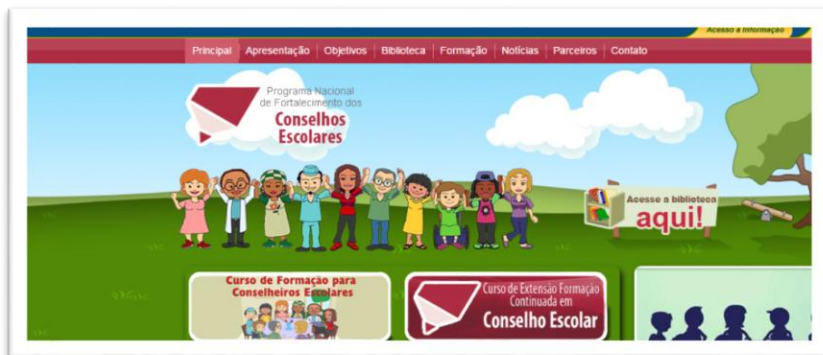 Acesso à Informação
Principal Apresentação Objetivos Biblioteca Formação Notícias Parceiros Contato
Programa Nacional
de Fortalecimento dos
Conselhos
Escolares
Acesse a biblioteca
aqui!
Curso de Formação para
Conselheiros Escolares
Curso de Extensão Formação
Continuada em
Conselho Escolar